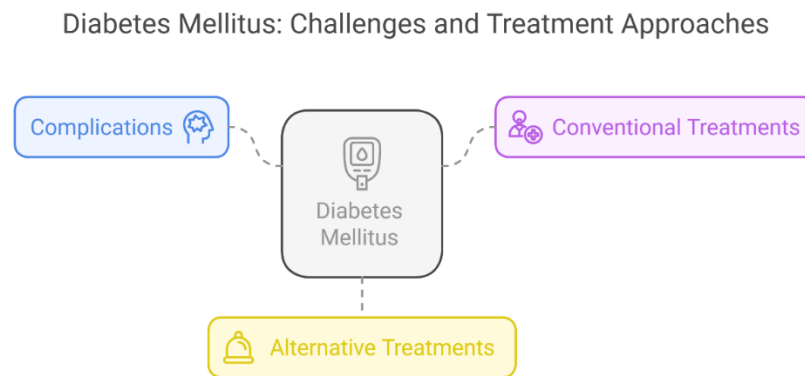 Diabetes Mellitus: Challenges and Treatment Approaches
Complications
Conventional Treatments
Diabetes
Mellitus
Alternative Treatments